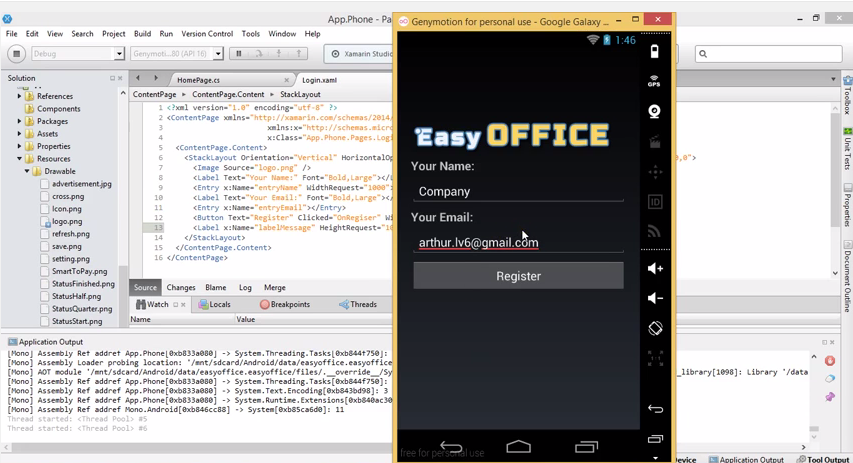 App.Phone - Pa
Genymotion for personal use - Google Galaxy ...
File Edit View Search Project Build Run Version Control Tools Window Help
Debug
Genymoti...80 (API 16)
Xamarin Studio
Solution
References
Components
Packages
Assets
Properties
Resources
Drawable
advertisement.jpg
cross.png
Icon.png
logo.png
refresh.png
save.png
setting.png
SmartToPay.png
StatusFinished.png
StatusHalf.png
StatusQuarter.png
StatusStart.png
HomePage.cs
Login.xaml
ContentPage
ContentPage.Content
StackLayout
1 <?xml version="1.0" encoding="utf-8" ?>
2 <ContentPage xmlns="http://xamarin.com/schemas/2014/
3 xmlns:x="http://schemas.micr
4 x:Class="App.Phone.Pages.Logi
5 <ContentPage.Content>
6 <StackLayout Orientation="Vertical" HorizontalOp
7 <Image Source="logo.png" />
8 <Label Text="Your Name:" Font="Bold,Large"></L
9 <Entry x:Name="entryName" WidthRequest="1000"
10 <Label Text="Your Email:" Font="Bold,Large"></
11 <Entry x:Name="entryEmail"></Entry>
12 <Button Text="Register" Clicked="OnRegiser" Wi
13 <Label x:Name="labelMessage" HeightRequest="10
14 </StackLayout>
15 </ContentPage.Content>
16 </ContentPage>
,0">
Source Changes Blame Log Merge
Watch
Locals
Breakpoints
Threads
Name
Value
1:46
Easy OFFICE
Your Name:
Company
Your Email:
arthur.lv6@gmail.com
Register
free for personal use
GPS
ID
Toolbox
Unit Tests
Properties
Document Outline
Application Output
[Mono] Assembly Ref addref App.Phone[0xb833a080] -> System.Threading.Tasks[0xb844f750]:
[Mono] Assembly Loader probing location: '/mnt/sdcard/Android/data/easyoffice.easyoffice
[Mono] AOT module '/mnt/sdcard/Android/data/easyoffice.easyoffice/files/.__override__/Sy
_library[1098]: Library '/data
[Mono] Assembly Ref addref App.Phone[0xb833a080] -> System.Threading.Tasks[0xb844f750]:
[Mono] Assembly Ref addref App.Phone[0xb833a080] -> System.Text.Encoding[0xb843bd98]: 3
[Mono] Assembly Ref addref App.Phone[0xb833a080] -> System.Runtime.Extensions[0xb840ac30
[Mono] Assembly Ref addref Mono.Android[0xb846cc88] -> System[0xb85ca6d0]: 11
Thread started: <Thread Pool> #5
Thread started: <Thread Pool> #6
Device
Application Output
Tool Output